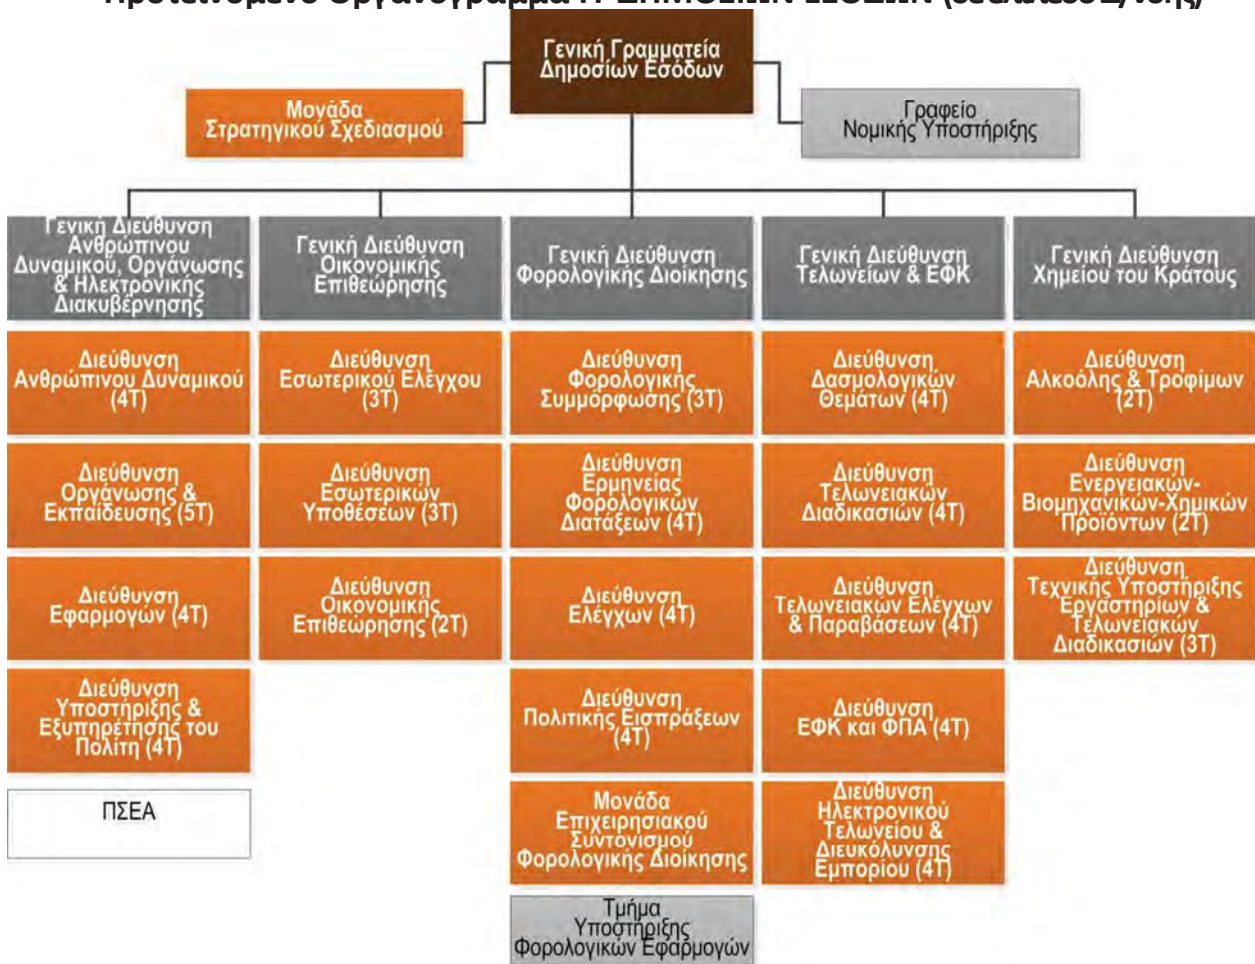 Γενική Γραμματεία
Δημοσίων Εσόδων
Μονάδα
Στρατηγικού Σχεδιασμού
Γραφείο
Νομικής Υποστήριξης
Γενική Διεύθυνση
Ανθρώπινου
Δυναμικού, Οργάνωσης
& Ηλεκτρονικής
Διακυβέρνησης
Γενική Διεύθυνση
Οικονομικής
Επιθεώρησης
Γενική Διεύθυνση
Φορολογικής Διοίκησης
Γενική Διεύθυνση
Τελωνείων & ΕΦΚ
Γενική Διεύθυνση
Χημείου του Κράτους
Διεύθυνση
Ανθρώπινου Δυναμικού
(4Τ)
Διεύθυνση
Εσωτερικού Ελέγχου
(3Τ)
Διεύθυνση
Φορολογικής
Συμμόρφωσης (3Τ)
Διεύθυνση
Δασμολογικών
Θεμάτων (4Τ)
Διεύθυνση
Αλκοόλης & Τροφίμων
(2Τ)
Διεύθυνση
Οργάνωσης &
Εκπαίδευσης (5Τ)
Διεύθυνση
Εσωτερικών
Υποθέσεων (3Τ)
Διεύθυνση
Ερμηνείας
Φορολογικών
Διατάξεων (4Τ)
Διεύθυνση
Τελωνειακών
Διαδικασιών (4Τ)
Διεύθυνση
Ενεργειακών-
Βιομηχανικών-Χημικών
Προϊόντων (2Τ)
Διεύθυνση
Εφαρμογών (4Τ)
Διεύθυνση
Οικονομικής
Επιθεώρησης (2Τ)
Διεύθυνση
Ελέγχων (4Τ)
Διεύθυνση
Τελωνειακών Ελέγχων
& Παραβάσεων (4Τ)
Διεύθυνση
Τεχνικής Υποστήριξης
Εργαστηρίων &
Τελωνειακών
Διαδικασιών (3Τ)
Διεύθυνση
Υποστήριξης &
Εξυπηρέτησης του
Πολίτη (4Τ)
Διεύθυνση
Πολιτικής Εισπράξεων
(4Τ)
Διεύθυνση
ΕΦΚ και ΦΠΑ (4Τ)
ΠΣΕΑ
Μονάδα
Επιχειρησιακού
Συντονισμού
Φορολογικής Διοίκησης
Διεύθυνση
Ηλεκτρονικού
Τελωνείου &
Διευκόλυνσης
Εμπορίου (4Τ)
Τμήμα
Υποστήριξης
Φορολογικών Εφαρμογών